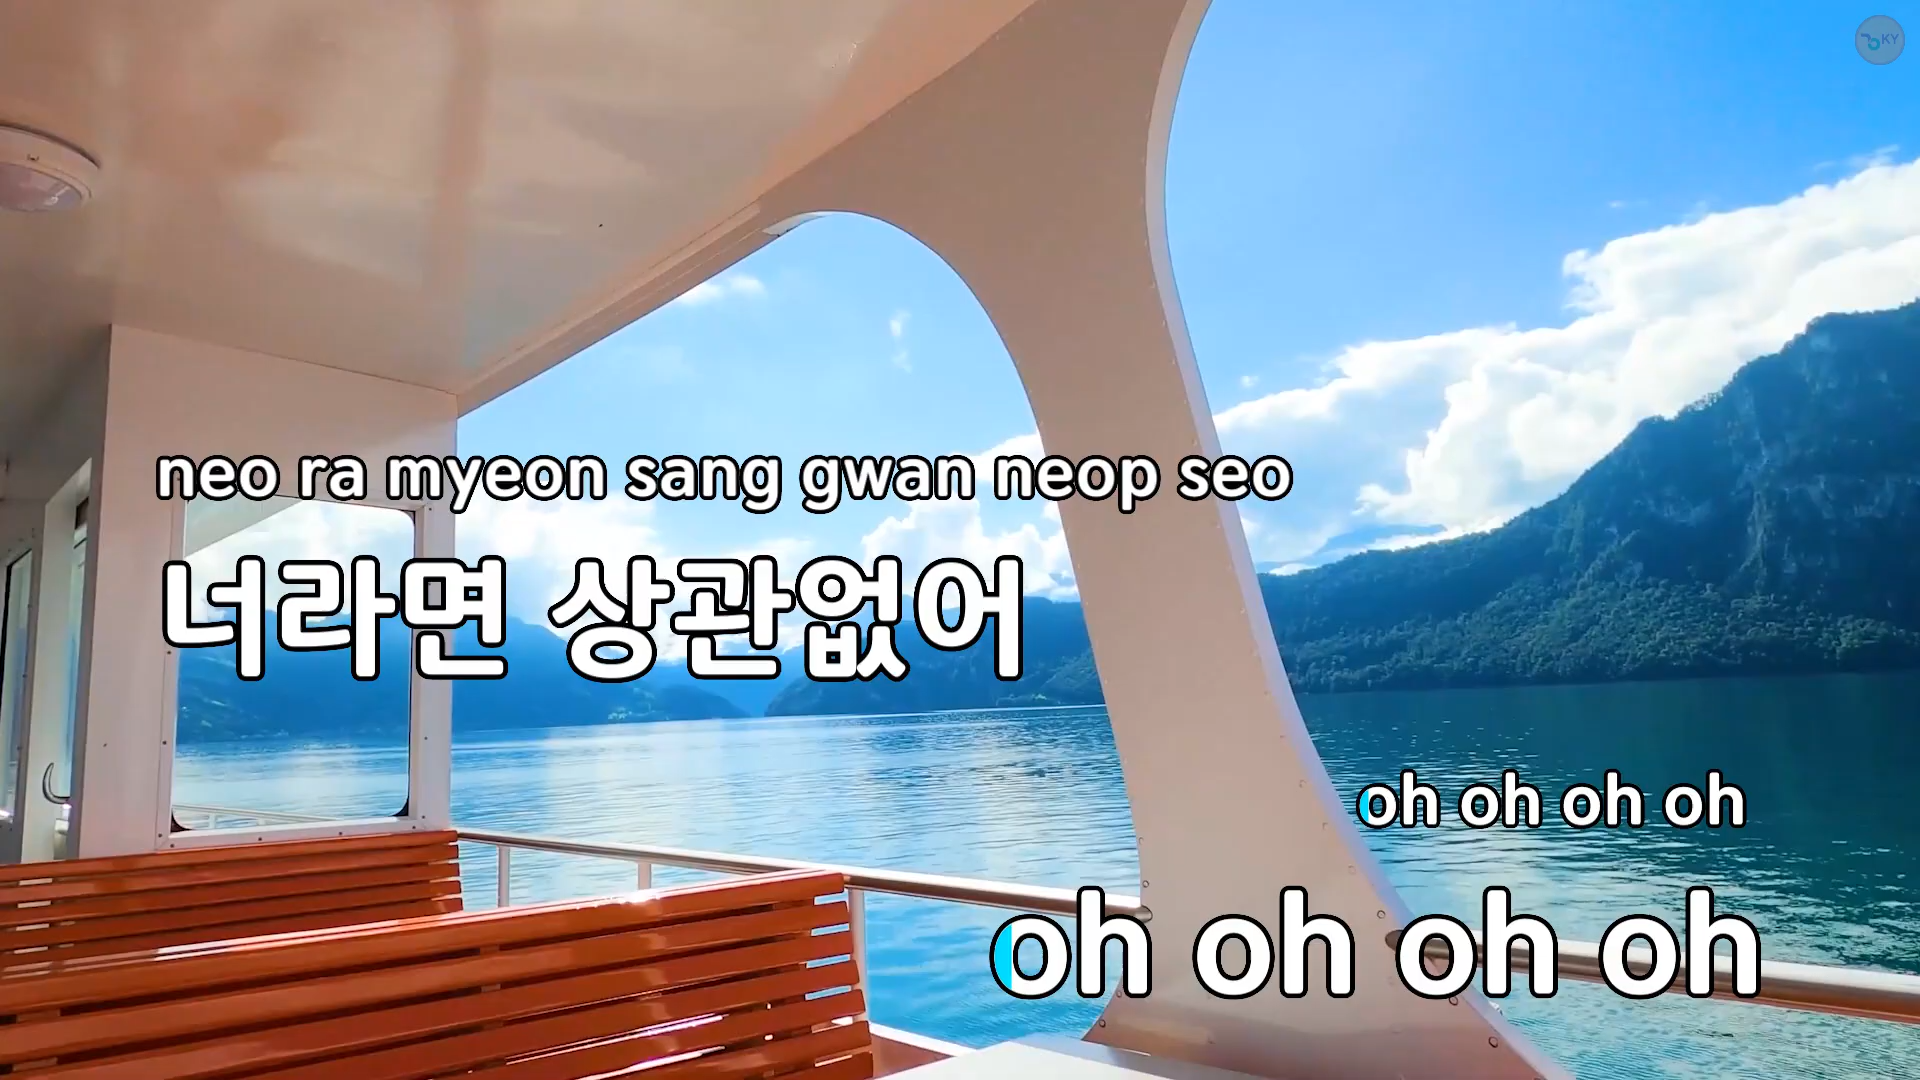 KY
neo ra myeon sang gwan neop seo
너라면 상관없어
oh oh oh oh
oh oh oh oh